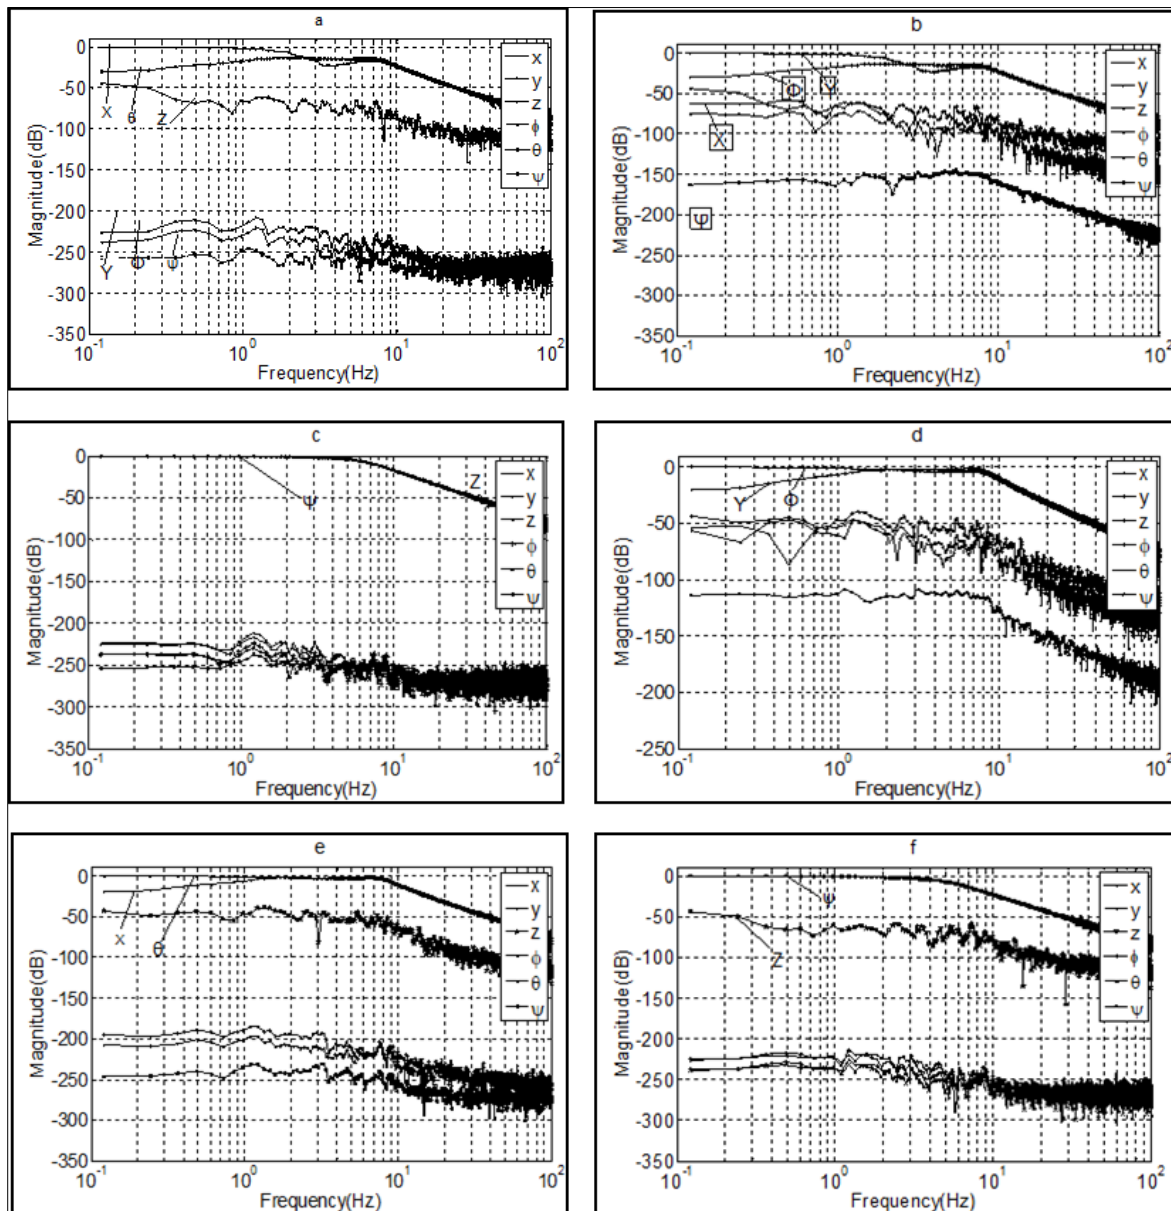 a
Magnitude(dB)
0
-50
-100
-150
-200
-250
-300
-350
X
θ
Z
Y
Φ
ψ
x
y
z
ϕ
θ
ψ
10^-1
10^0
10^1
10^2
Frequency(Hz)
b
Magnitude(dB)
0
-50
-100
-150
-200
-250
-300
-350
Φ
Y
X
Ψ
x
y
z
ϕ
θ
ψ
10^-1
10^0
10^1
10^2
Frequency(Hz)
c
Magnitude(dB)
0
-50
-100
-150
-200
-250
-300
-350
ψ
Z
x
y
z
ϕ
θ
ψ
10^-1
10^0
10^1
10^2
Frequency(Hz)
d
Magnitude(dB)
0
-50
-100
-150
-200
-250
Y
Φ
x
y
z
ϕ
θ
ψ
10^-1
10^0
10^1
10^2
Frequency(Hz)
e
Magnitude(dB)
0
-50
-100
-150
-200
-250
-300
-350
x
θ
x
y
z
ϕ
θ
ψ
10^-1
10^0
10^1
10^2
Frequency(Hz)
f
Magnitude(dB)
0
-50
-100
-150
-200
-250
-300
-350
ψ
Z
x
y
z
ϕ
θ
ψ
10^-1
10^0
10^1
10^2
Frequency(Hz)